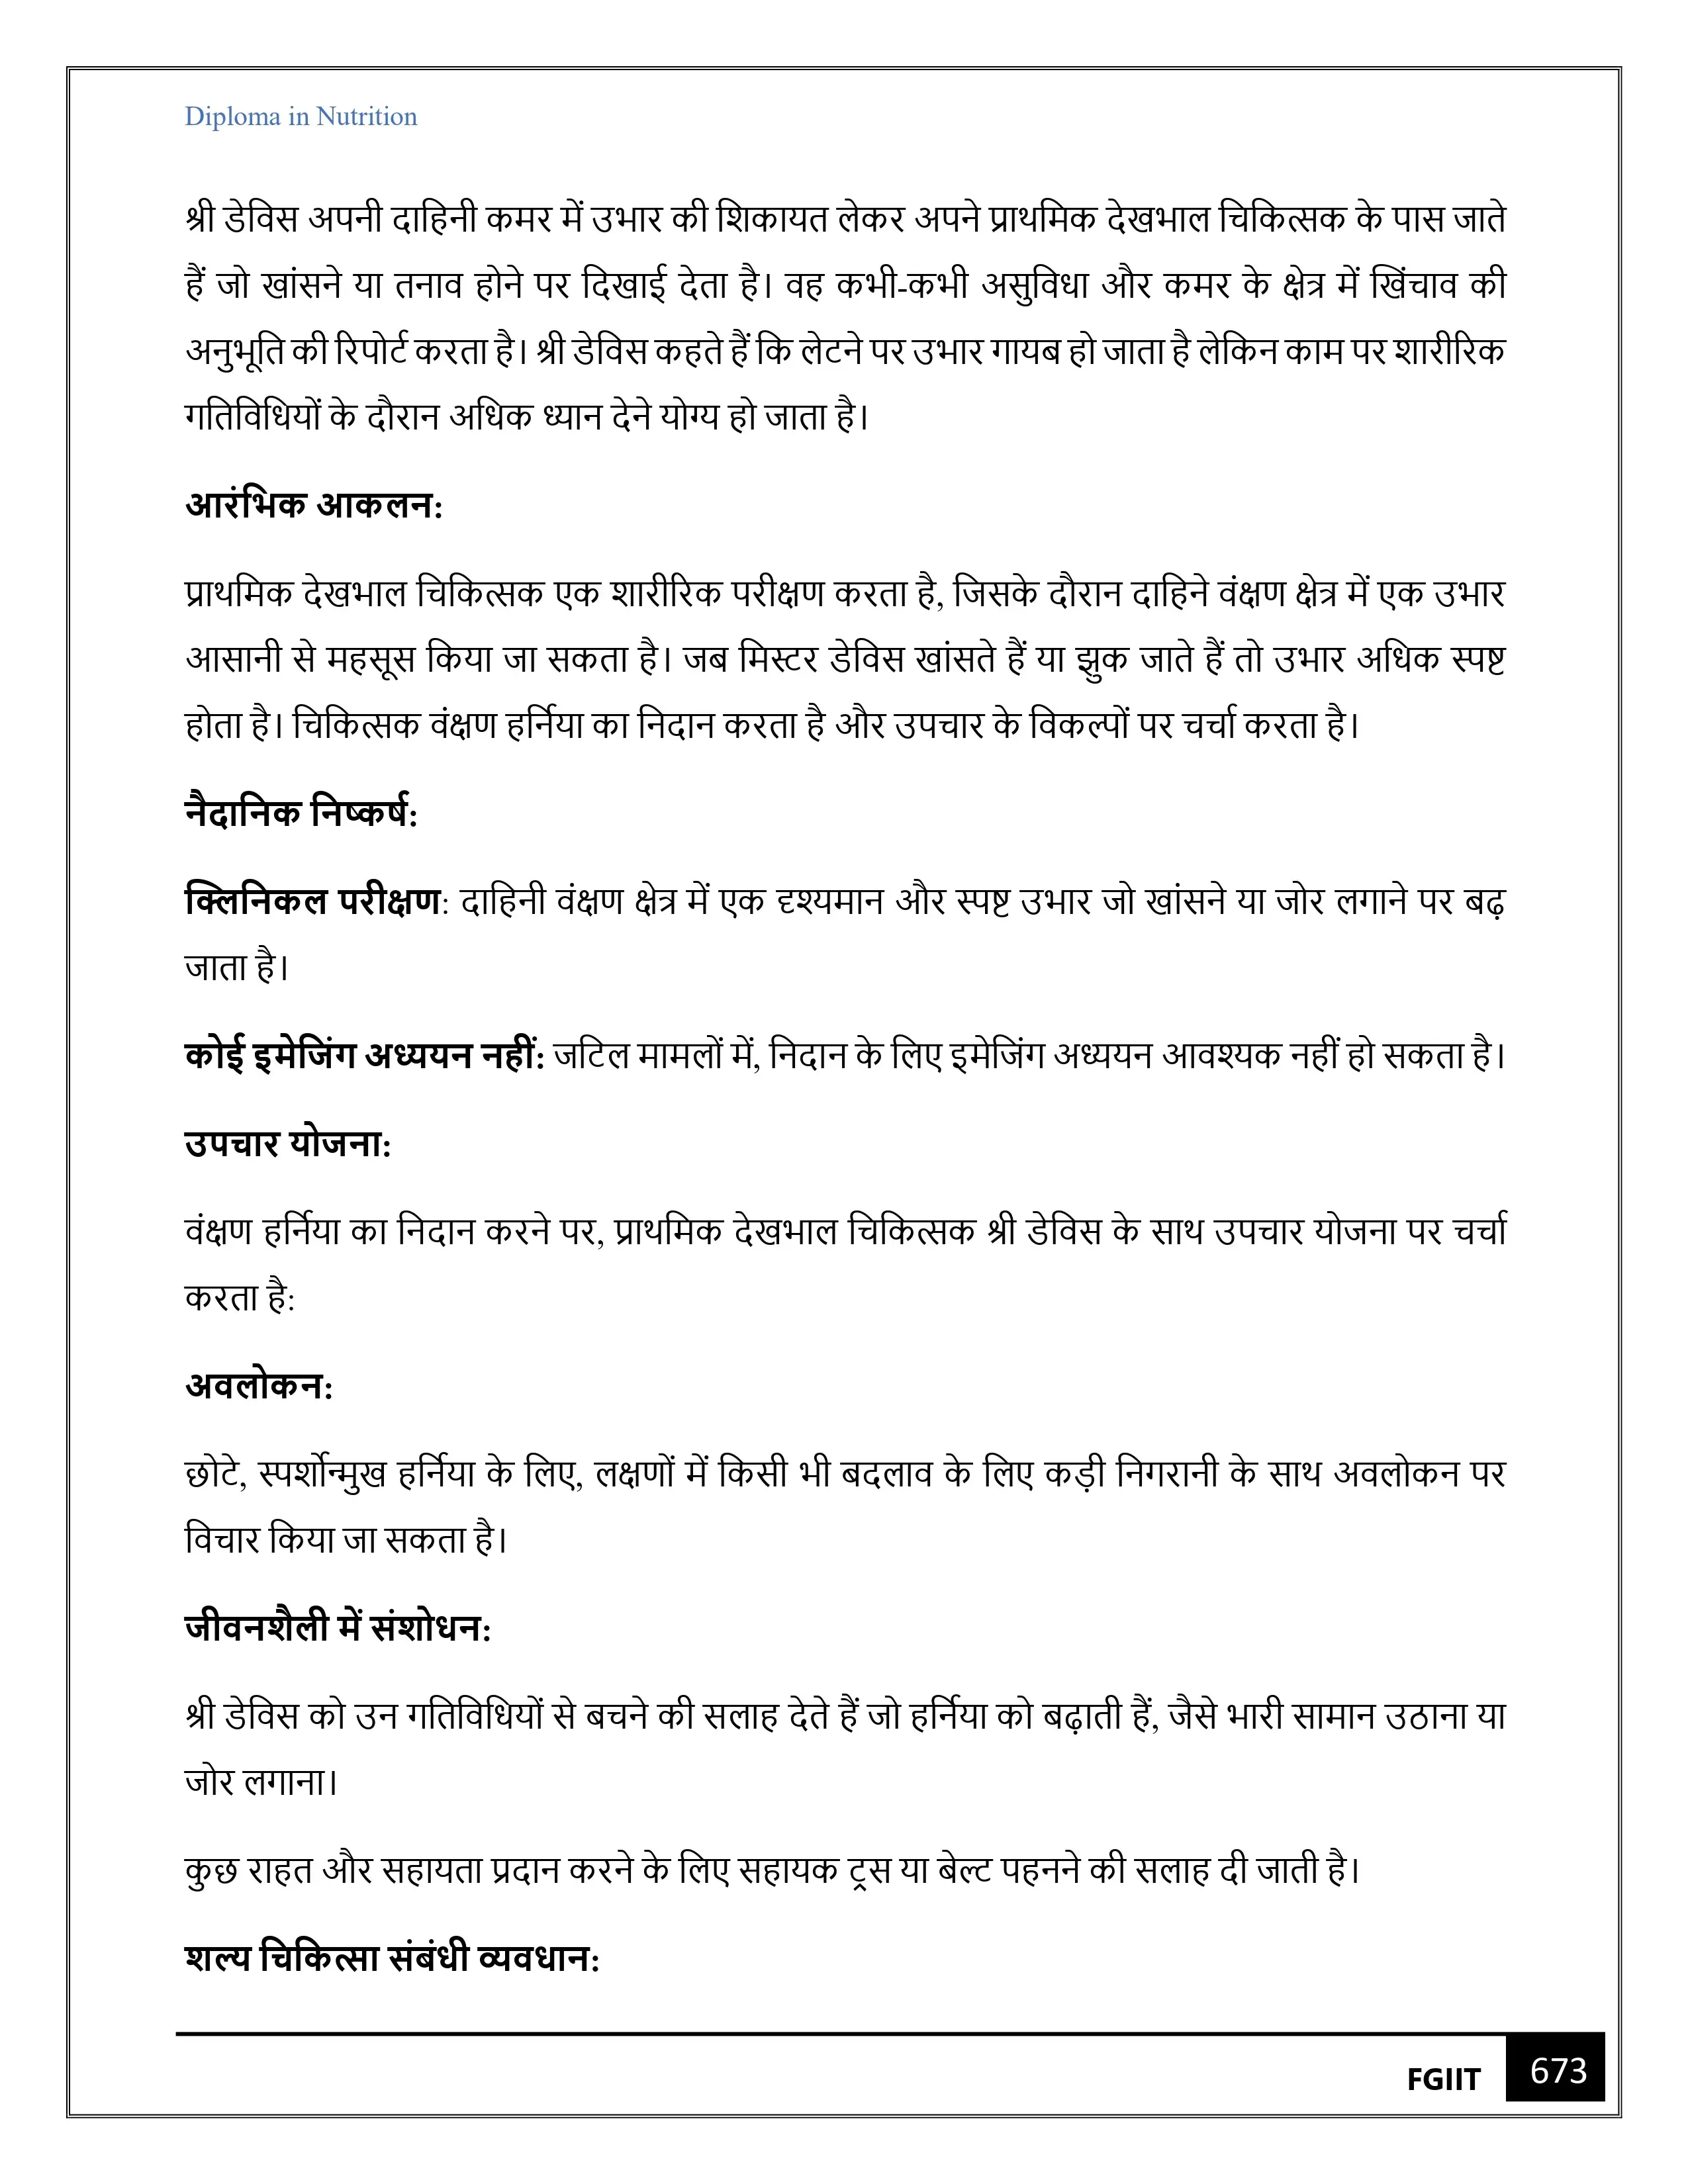 Diploma in Nutrition
श्री डेविस अपनी दाहिनी कमर में उभार की शिकायत लेकर अपने प्राथमिक देखभाल चिकित्सक के पास जाते
हैं जो खांसने या तनाव होने पर दिखाई देता है। वह कभी-कभी असुविधा और कमर के क्षेत्र में खिंचाव की
अनुभूति की रिपोर्ट करता है। श्री डेविस कहते हैं कि लेटने पर उभार गायब हो जाता है लेकिन काम पर शारीरिक
गतिविधियों के दौरान अधिक ध्यान देने योग्य हो जाता है।
आरंभिक आकलन:
प्राथमिक देखभाल चिकित्सक एक शारीरिक परीक्षण करता है, जिसके दौरान दाहिने वंक्षण क्षेत्र में एक उभार
आसानी से महसूस किया जा सकता है। जब मिस्टर डेविस खांसते हैं या झुक जाते हैं तो उभार अधिक स्पष्ट
होता है। चिकित्सक वंक्षण हर्निया का निदान करता है और उपचार के विकल्पों पर चर्चा करता है।
नैदानिक निष्कर्ष:
क्लिनिकल परीक्षण: दाहिनी वंक्षण क्षेत्र में एक दृश्यमान और स्पष्ट उभार जो खांसने या जोर लगाने पर बढ़
जाता है।
कोई इमेजिंग अध्ययन नहीं: जटिल मामलों में, निदान के लिए इमेजिंग अध्ययन आवश्यक नहीं हो सकता है।
उपचार योजना:
वंक्षण हर्निया का निदान करने पर, प्राथमिक देखभाल चिकित्सक श्री डेविस के साथ उपचार योजना पर चर्चा
करता है:
अवलोकन:
छोटे, स्पर्शोन्मुख हर्निया के लिए, लक्षणों में किसी भी बदलाव के लिए कड़ी निगरानी के साथ अवलोकन पर
विचार किया जा सकता है।
जीवनशैली में संशोधन:
श्री डेविस को उन गतिविधियों से बचने की सलाह देते हैं जो हर्निया को बढ़ाती हैं, जैसे भारी सामान उठाना या
जोर लगाना।
कुछ राहत और सहायता प्रदान करने के लिए सहायक ट्रस या बेल्ट पहनने की सलाह दी जाती है।
शल्य चिकित्सा संबंधी व्यवधान:
FGIIT 673